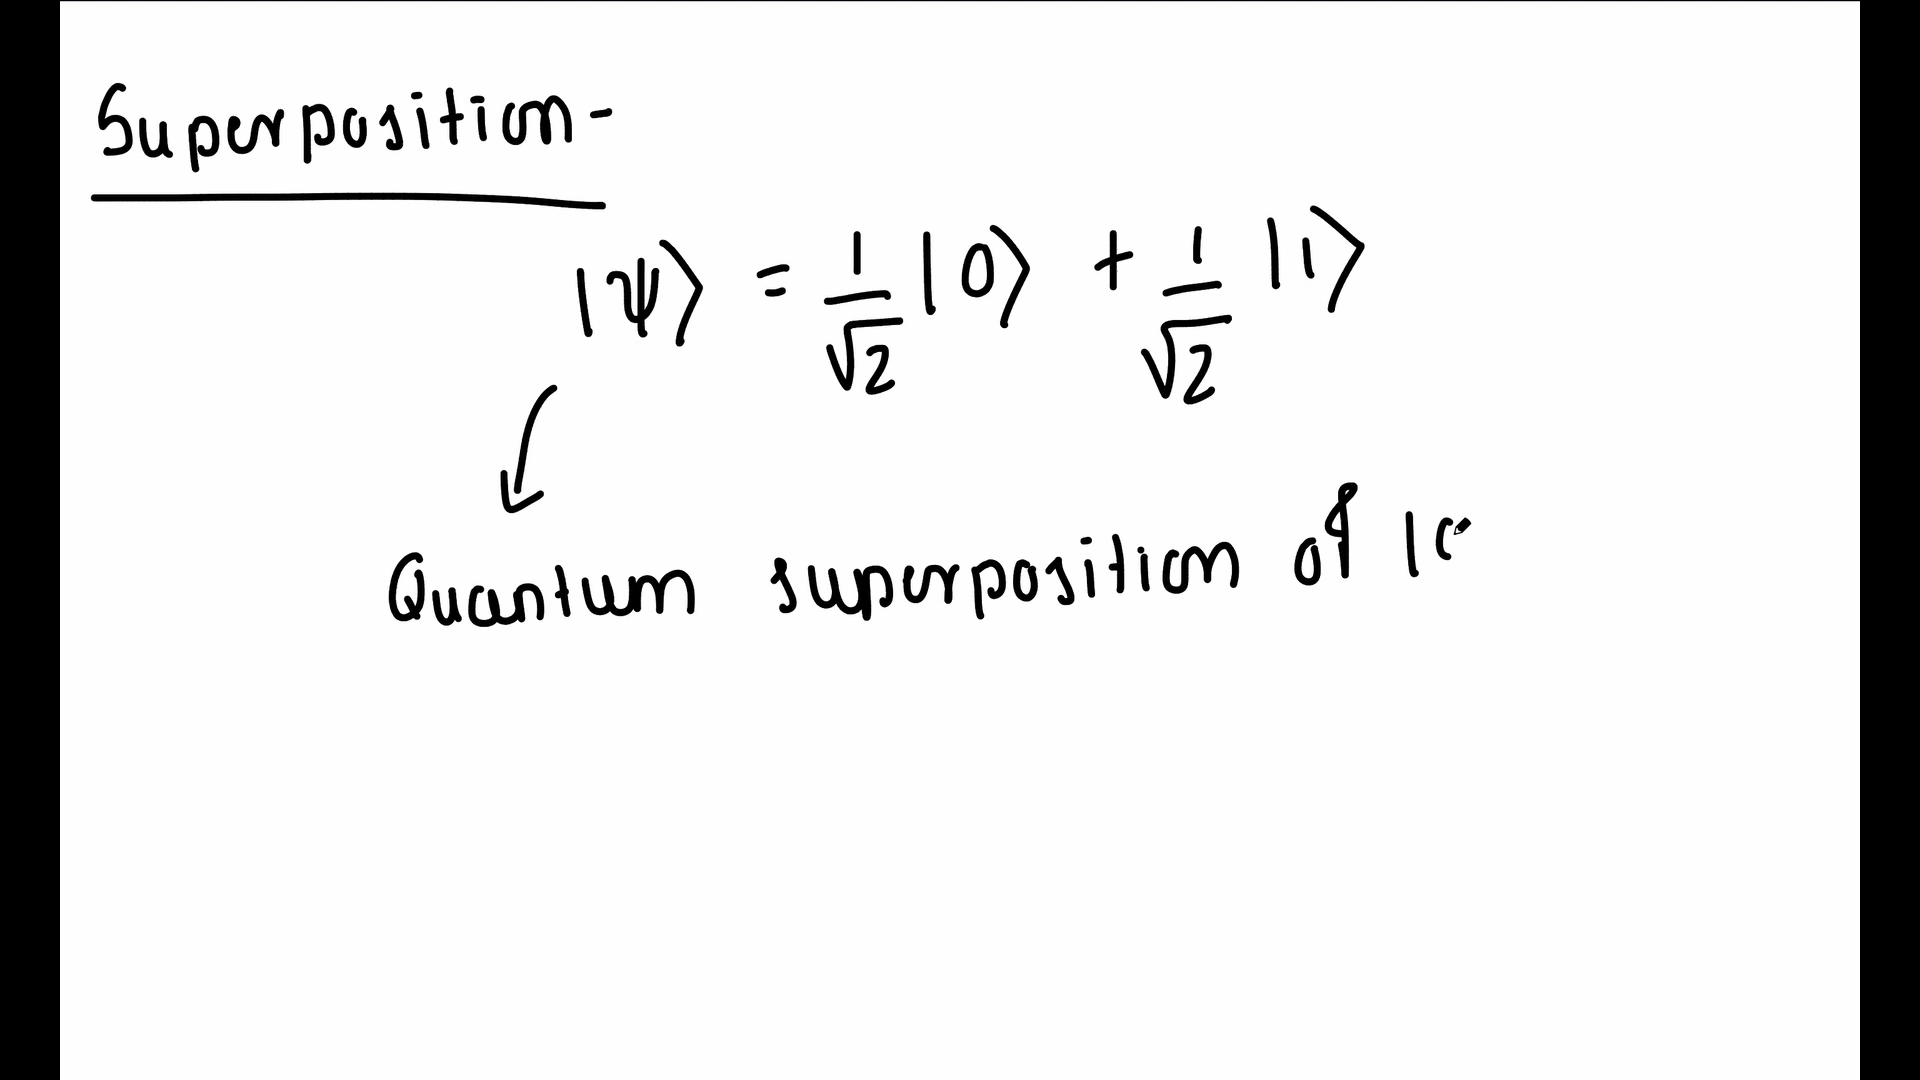 Superposition-
|ψ⟩ = 1/√2 |0⟩ + 1/√2 |1⟩
Quantum superposition of |